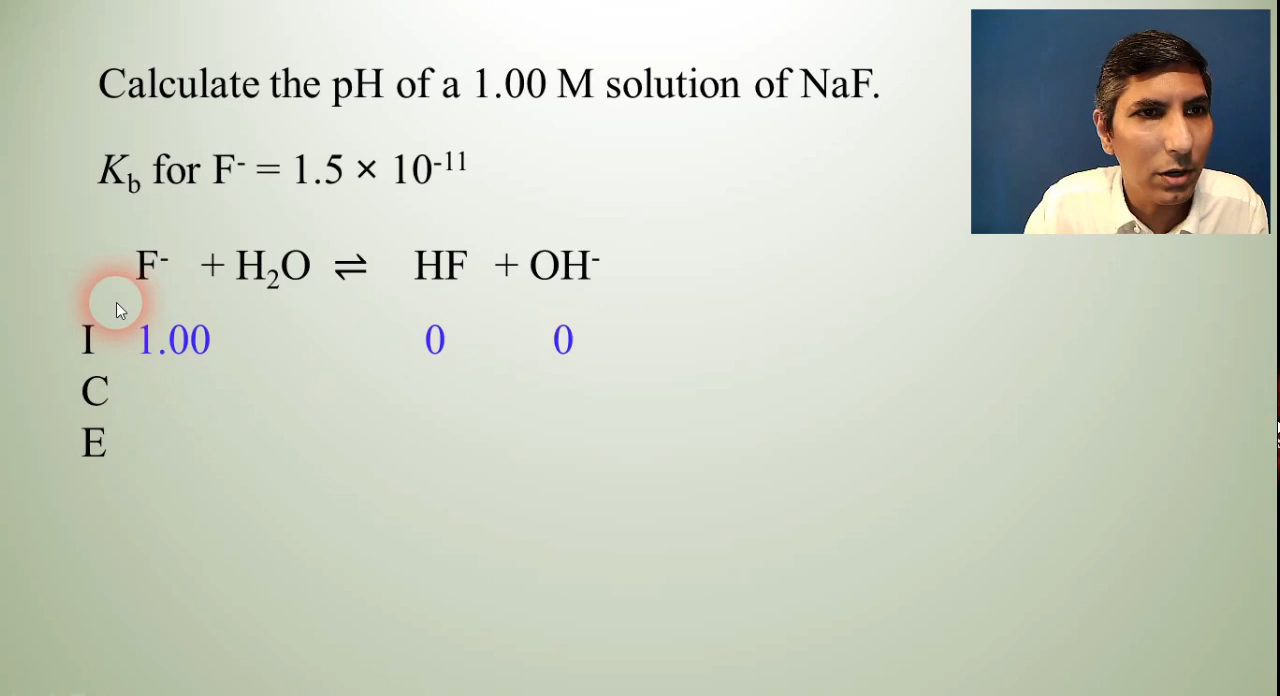 Calculate the pH of a 1.00 M solution of NaF.
K_b for F⁻ = 1.5 × 10⁻¹¹
F⁻ + H₂O ⇌ HF + OH⁻
I 1.00 0 0
C
E